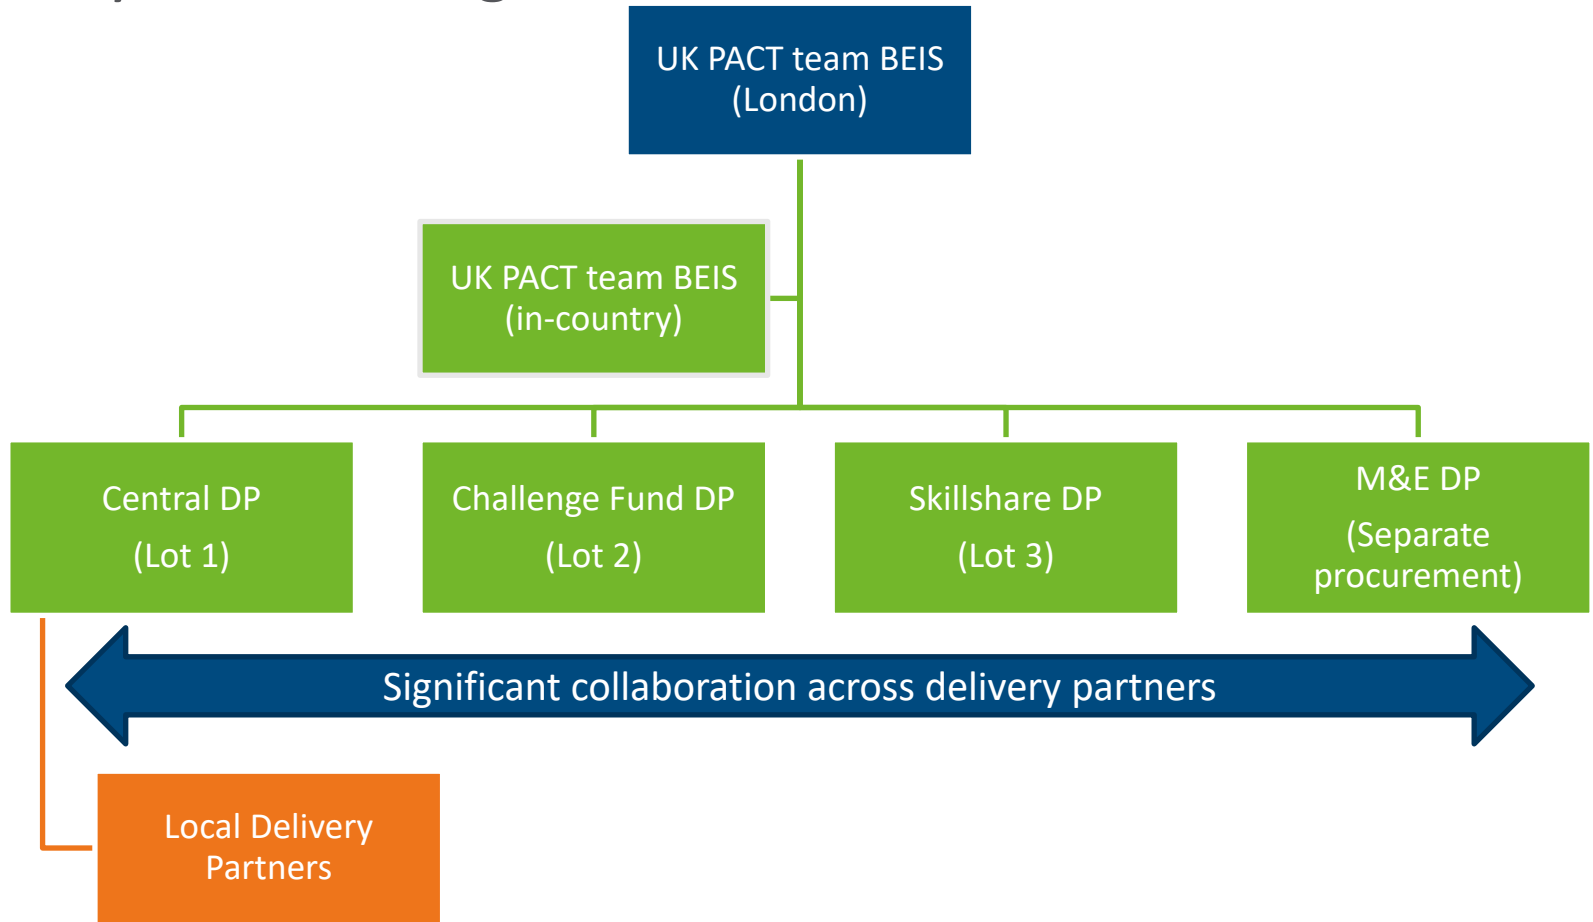 UK PACT team BEIS
(London)
UK PACT team BEIS
(in-country)
Central DP
(Lot 1)
Challenge Fund DP
(Lot 2)
Skillshare DP
(Lot 3)
M&E DP
(Separate
procurement)
Significant collaboration across delivery partners
Local Delivery
Partners